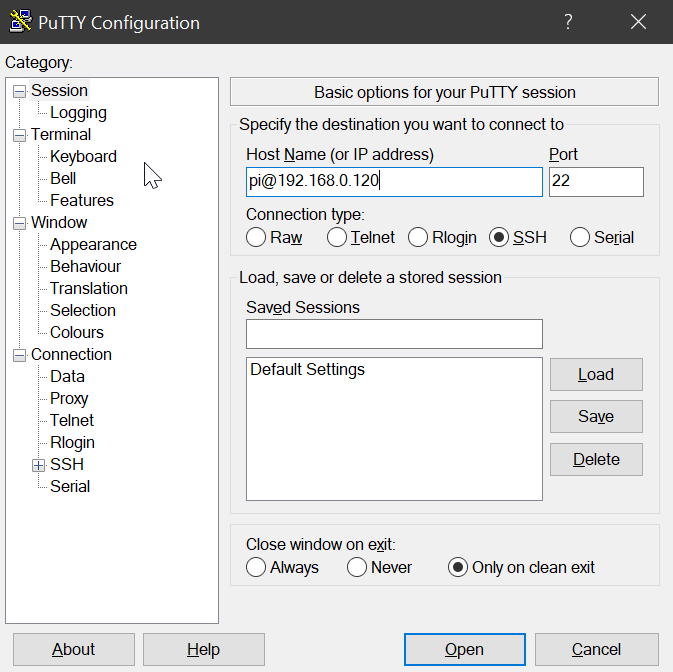 PuTTY Configuration
?
Category:
Session
Logging
Terminal
Keyboard
Bell
Features
Window
Appearance
Behaviour
Translation
Selection
Colours
Connection
Data
Proxy
Telnet
Rlogin
SSH
Serial
Basic options for your PuTTY session
Specify the destination you want to connect to
Host Name (or IP address) Port
pi@192.168.0.120 22
Connection type:
Raw Telnet Rlogin SSH Serial
Load, save or delete a stored session
Saved Sessions
Default Settings
Load
Save
Delete
Close window on exit:
Always Never Only on clean exit
About Help Open Cancel